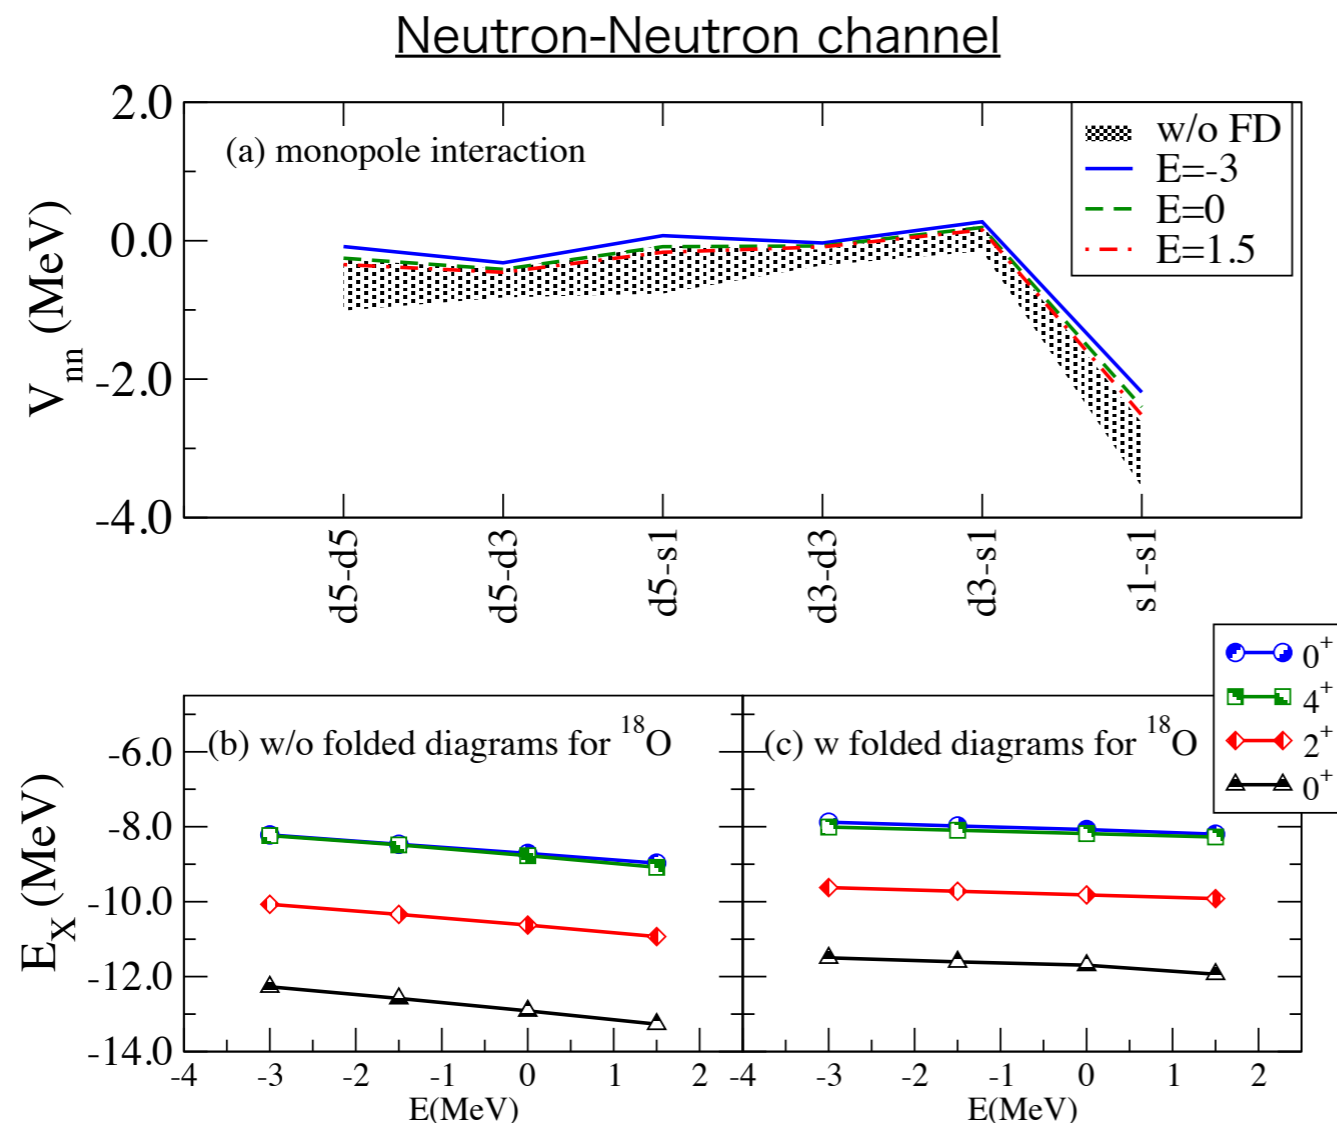 Neutron-Neutron channel
2.0
0.0
-2.0
-4.0
V_nn (MeV)
(a) monopole interaction
w/o FD
E=-3
E=0
E=1.5
d5-d5
d5-d3
d5-s1
d3-d3
d3-s1
s1-s1
0⁺
4⁺
2⁺
0⁺
(b) w/o folded diagrams for ¹⁸O
(c) w folded diagrams for ¹⁸O
-6.0
-8.0
-10.0
-12.0
-14.0
E_X (MeV)
-4 -3 -2 -1 0 1 2 -4 -3 -2 -1 0 1 2
E(MeV) E(MeV)